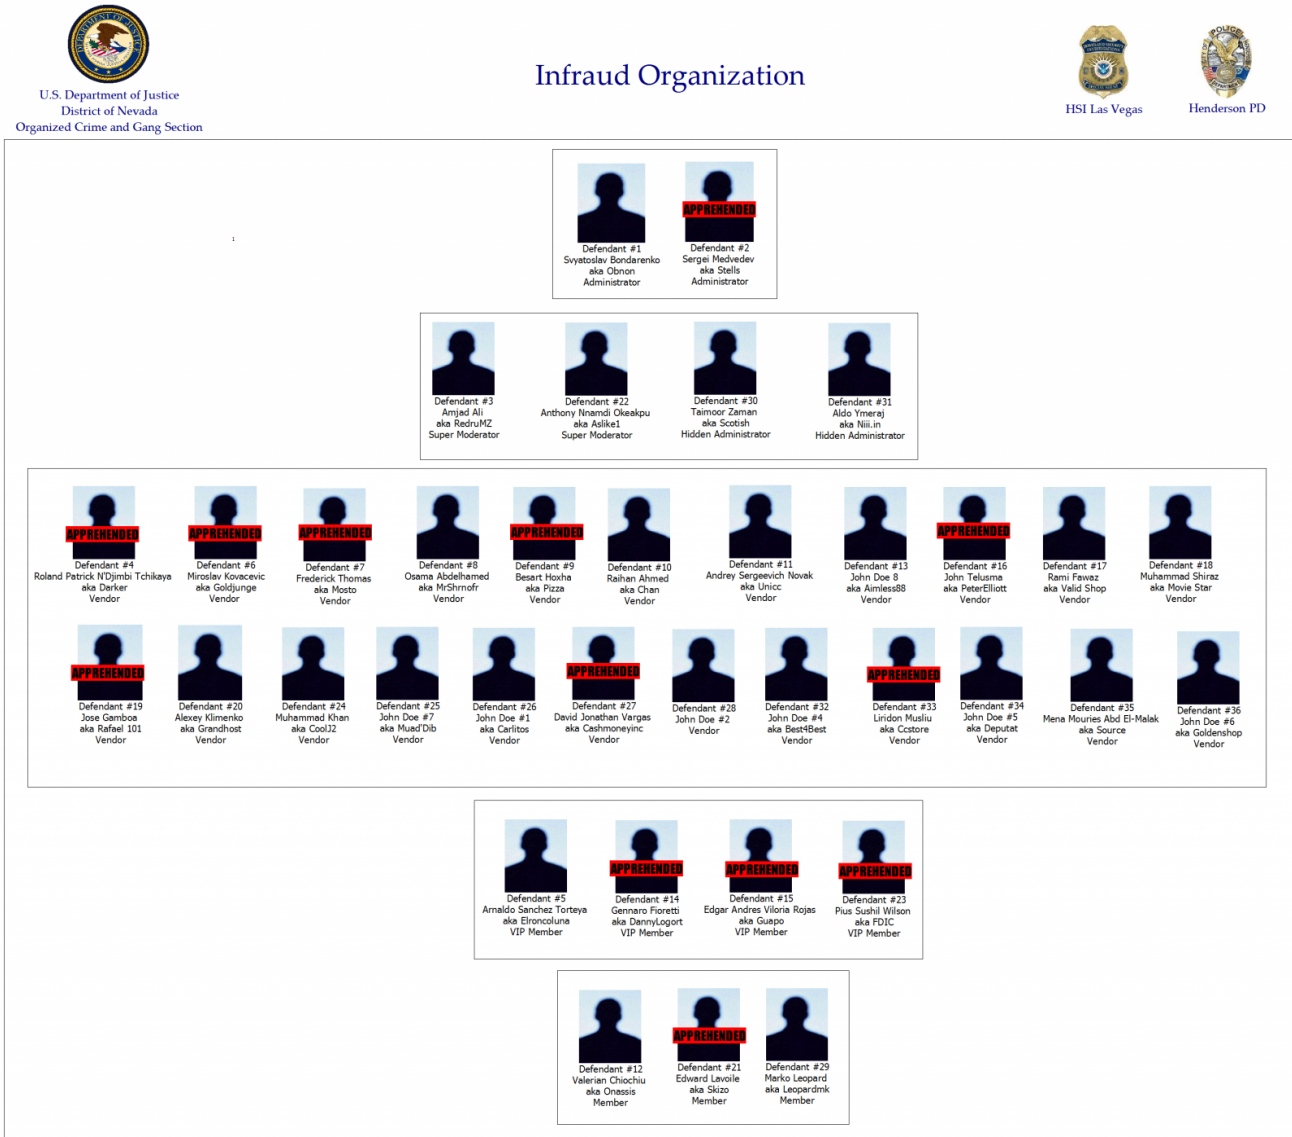 U.S. Department of Justice
District of Nevada
Organized Crime and Gang Section
Infraud Organization
HSI Las Vegas
Henderson PD
1
Defendant #1
Svyatoslav Bondarenko
aka Obnon
Administrator
APPREHENDED
Defendant #2
Sergei Medvedev
aka Stells
Administrator
Defendant #3
Amjad Ali
aka RedruMZ
Super Moderator
Defendant #22
Anthony Nnamdi Okeakpu
aka Aslike1
Super Moderator
Defendant #30
Taimoor Zaman
aka Scotish
Hidden Administrator
Defendant #31
Aldo Ymeraj
aka Niii.in
Hidden Administrator
APPREHENDED
Defendant #4
Roland Patrick N'Djimbi Tchikaya
aka Darker
Vendor
APPREHENDED
Defendant #6
Miroslav Kovacevic
aka Goldjunge
Vendor
APPREHENDED
Defendant #7
Frederick Thomas
aka Mosto
Vendor
Defendant #8
Osama Abdelhamed
aka MrShrnofr
Vendor
APPREHENDED
Defendant #9
Besart Hoxha
aka Pizza
Vendor
Defendant #10
Raihan Ahmed
aka Chan
Vendor
Defendant #11
Andrey Sergeevich Novak
aka Unicc
Vendor
Defendant #13
John Doe 8
aka Aimless88
Vendor
APPREHENDED
Defendant #16
John Telusma
aka PeterElliott
Vendor
Defendant #17
Rami Fawaz
aka Valid Shop
Vendor
Defendant #18
Muhammad Shiraz
aka Movie Star
Vendor
APPREHENDED
Defendant #19
Jose Gamboa
aka Rafael 101
Vendor
Defendant #20
Alexey Klimenko
aka Grandhost
Vendor
Defendant #24
Muhammad Khan
aka CoolJ2
Vendor
Defendant #25
John Doe #7
aka Muad'Dib
Vendor
Defendant #26
John Doe #1
aka Carlitos
Vendor
APPREHENDED
Defendant #27
David Jonathan Vargas
aka Cashmoneyinc
Vendor
Defendant #28
John Doe #2
Vendor
Defendant #32
John Doe #4
aka Best4Best
Vendor
APPREHENDED
Defendant #33
Liridon Musliu
aka Ccstore
Vendor
Defendant #34
John Doe #5
aka Deputat
Vendor
Defendant #35
Mena Mouries Abd El-Malak
aka Source
Vendor
Defendant #36
John Doe #6
aka Goldenshop
Vendor
Defendant #5
Arnaldo Sanchez Torteya
aka Elroncoluna
VIP Member
APPREHENDED
Defendant #14
Gennaro Fioretti
aka DannyLogort
VIP Member
APPREHENDED
Defendant #15
Edgar Andres Viloria Rojas
aka Guapo
VIP Member
APPREHENDED
Defendant #23
Pius Sushil Wilson
aka FDIC
VIP Member
Defendant #12
Valerian Chiochiu
aka Onassis
Member
APPREHENDED
Defendant #21
Edward Lavoile
aka Skizo
Member
Defendant #29
Marko Leopard
aka Leopardmk
Member